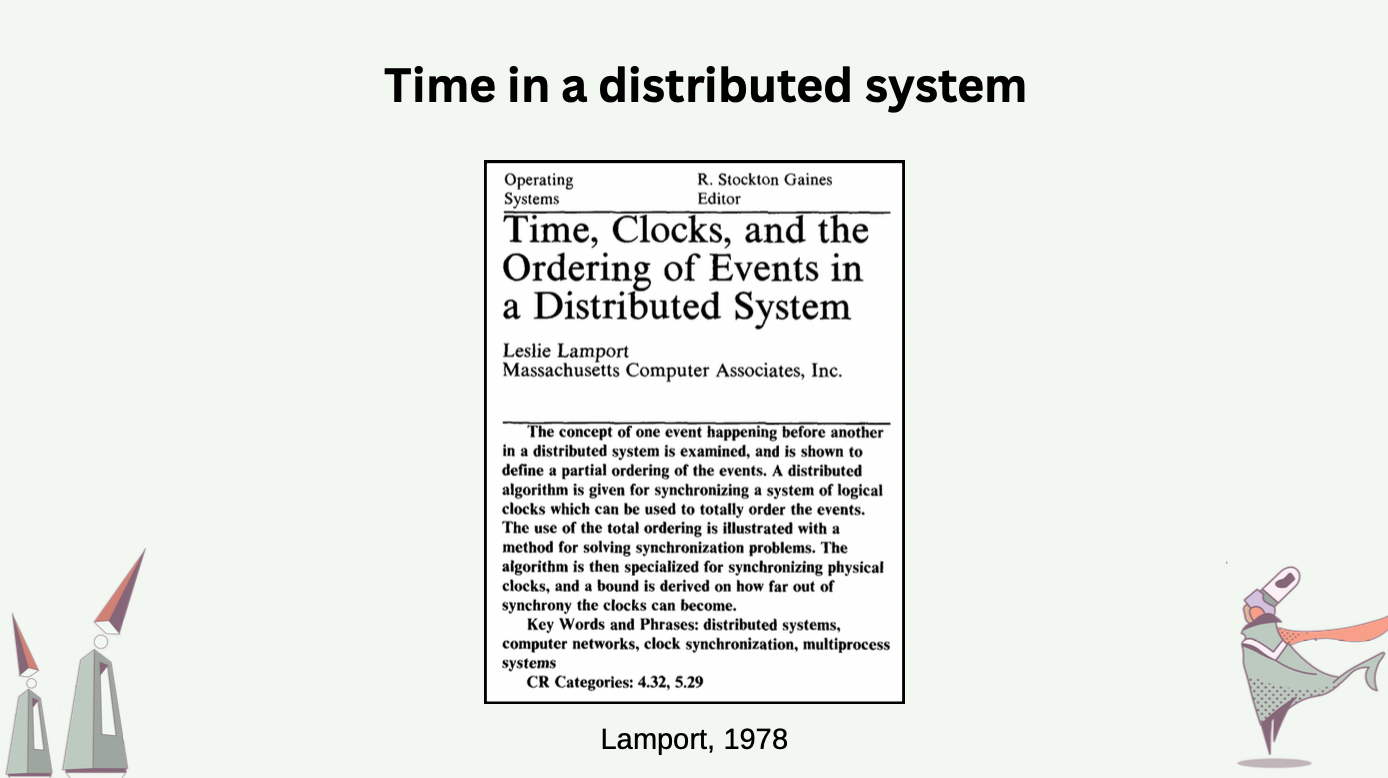 Time in a distributed system
Operating
Systems
R. Stockton Gaines
Editor
Time, Clocks, and the
Ordering of Events in
a Distributed System
Leslie Lamport
Massachusetts Computer Associates, Inc.
The concept of one event happening before another
in a distributed system is examined, and is shown to
define a partial ordering of the events. A distributed
algorithm is given for synchronizing a system of logical
clocks which can be used to totally order the events.
The use of the total ordering is illustrated with a
method for solving synchronization problems. The
algorithm is then specialized for synchronizing physical
clocks, and a bound is derived on how far out of
synchrony the clocks can become.
Key Words and Phrases: distributed systems,
computer networks, clock synchronization, multiprocess
systems
CR Categories: 4.32, 5.29
Lamport, 1978